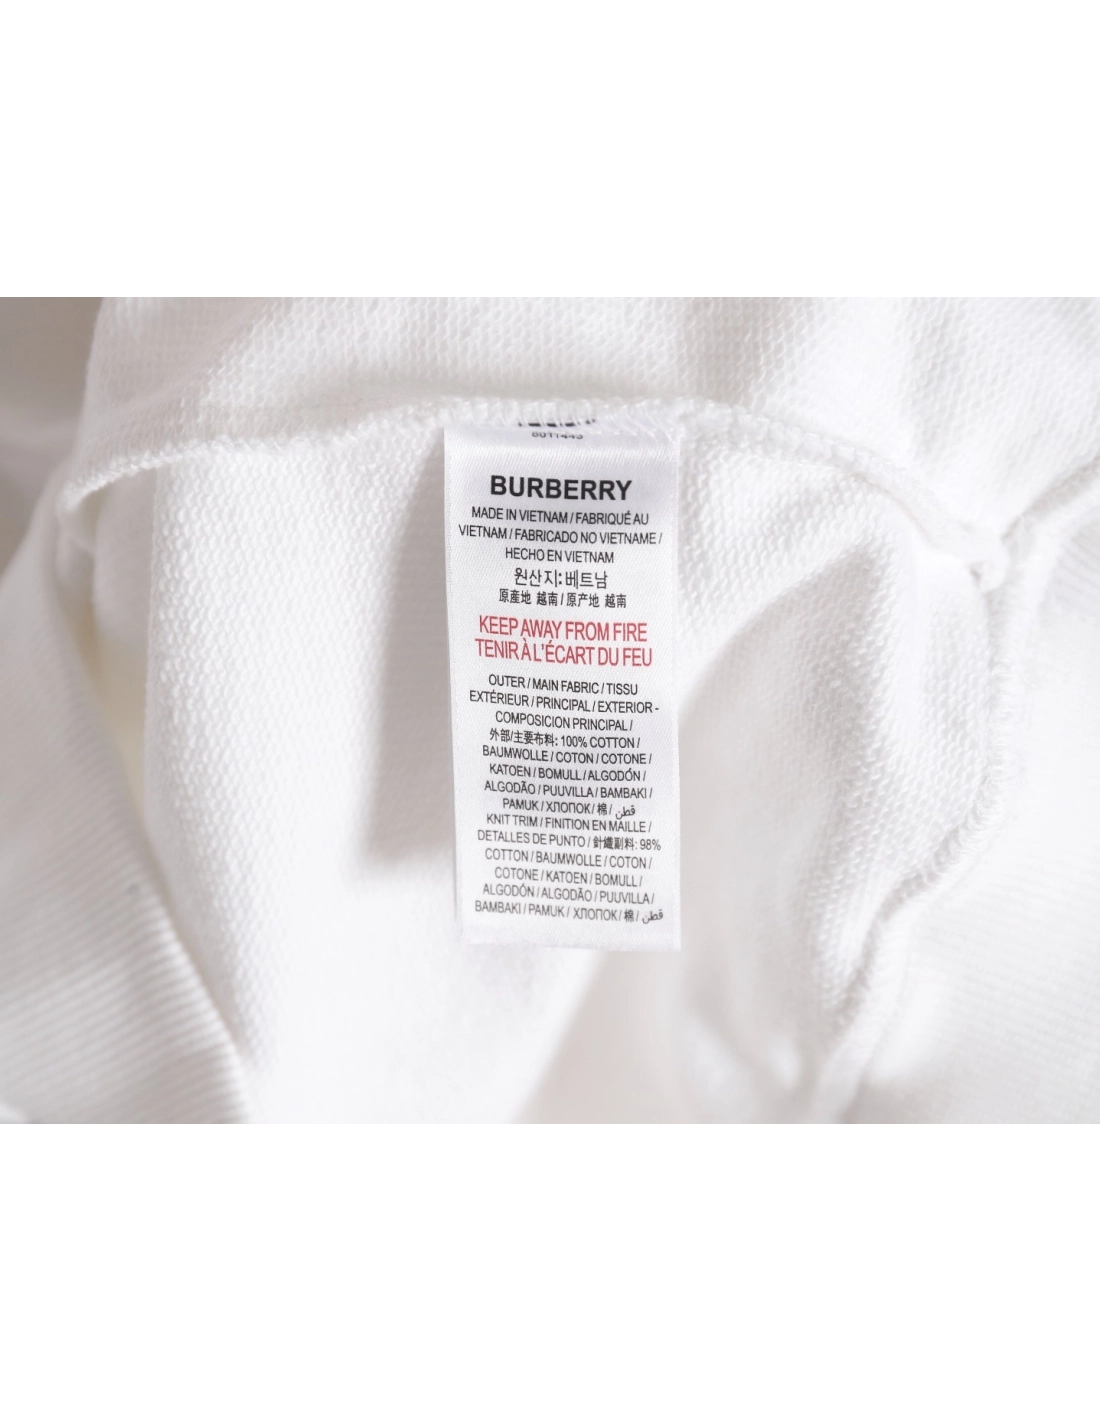 BURBERRY
MADE IN VIETNAM / FABRIQUÉ AU
VIETNAM / FABRICADO NO VIETNAME /
HECHO EN VIETNAM
원산지: 베트남
原産地 越南 / 原产地 越南
KEEP AWAY FROM FIRE
TENIR À L'ÉCART DU FEU
OUTER / MAIN FABRIC / TISSU
EXTÉRIEUR / PRINCIPAL / EXTERIOR -
COMPOSICION PRINCIPAL /
外部/主要布料: 100% COTTON /
BAUMWOLLE / COTON / COTONE /
KATOEN / BOMULL / ALGODÓN /
ALGODÃO / PUUVILLA / BAMBAKI /
PAMUK / ХЛОПОК / 棉 / قطن
KNIT TRIM / FINITION EN MAILLE /
DETALLES DE PUNTO / 針織副料: 98%
COTTON / BAUMWOLLE / COTON /
COTONE / KATOEN / BOMULL /
ALGODÓN / ALGODÃO / PUUVILLA /
BAMBAKI / PAMUK / ХЛОПОК / 棉 / قطن